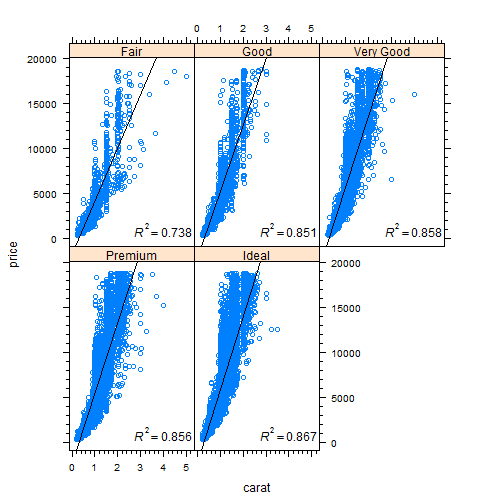 0 1 2 3 4 5
Fair Good Very Good
20000
15000
10000
5000
0
R² = 0.738 R² = 0.851 R² = 0.858
price
Premium Ideal
20000
15000
10000
5000
0
R² = 0.856 R² = 0.867
0 1 2 3 4 5
carat